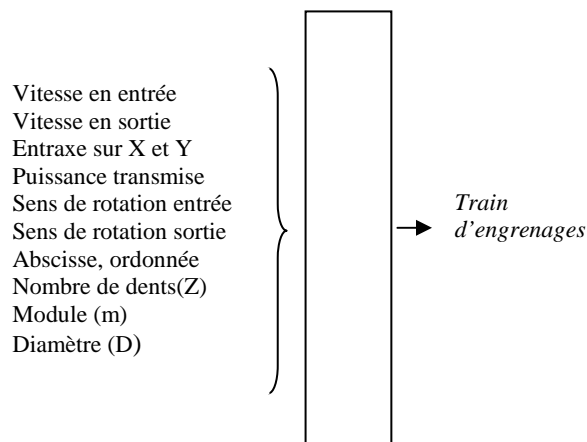 Vitesse en entrée
Vitesse en sortie
Entraxe sur X et Y
Puissance transmise
Sens de rotation entrée
Sens de rotation sortie
Abscisse, ordonnée
Nombre de dents(Z)
Module (m)
Diamètre (D)
Train
d'engrenages